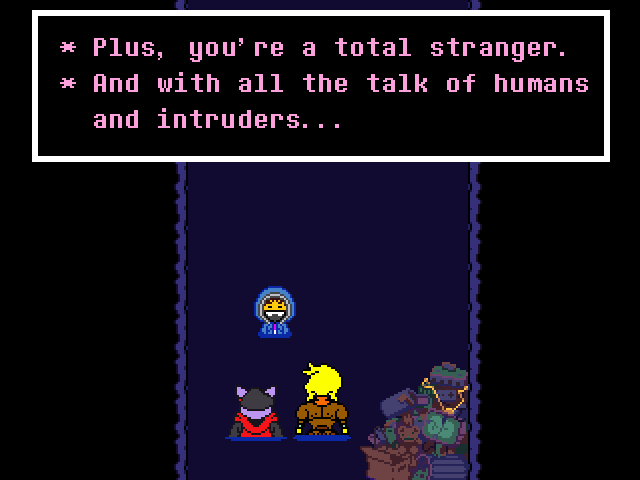 * Plus, you're a total stranger.
* And with all the talk of humans
and intruders...